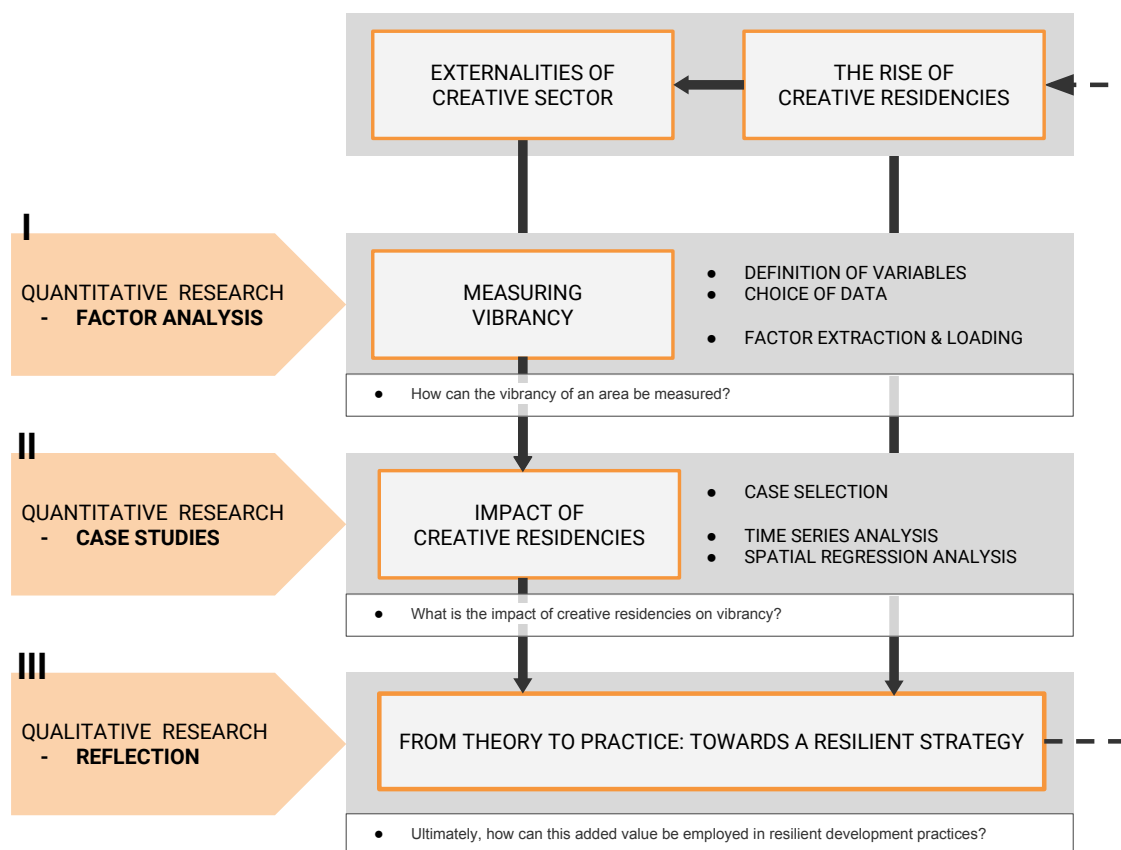 EXTERNALITIES OF
CREATIVE SECTOR
THE RISE OF
CREATIVE RESIDENCIES
I
QUANTITATIVE RESEARCH
- FACTOR ANALYSIS
MEASURING
VIBRANCY
● DEFINITION OF VARIABLES
● CHOICE OF DATA
● FACTOR EXTRACTION & LOADING
● How can the vibrancy of an area be measured?
II
QUANTITATIVE RESEARCH
- CASE STUDIES
IMPACT OF
CREATIVE RESIDENCIES
● CASE SELECTION
● TIME SERIES ANALYSIS
● SPATIAL REGRESSION ANALYSIS
● What is the impact of creative residencies on vibrancy?
III
QUALITATIVE RESEARCH
- REFLECTION
FROM THEORY TO PRACTICE: TOWARDS A RESILIENT STRATEGY
● Ultimately, how can this added value be employed in resilient development practices?